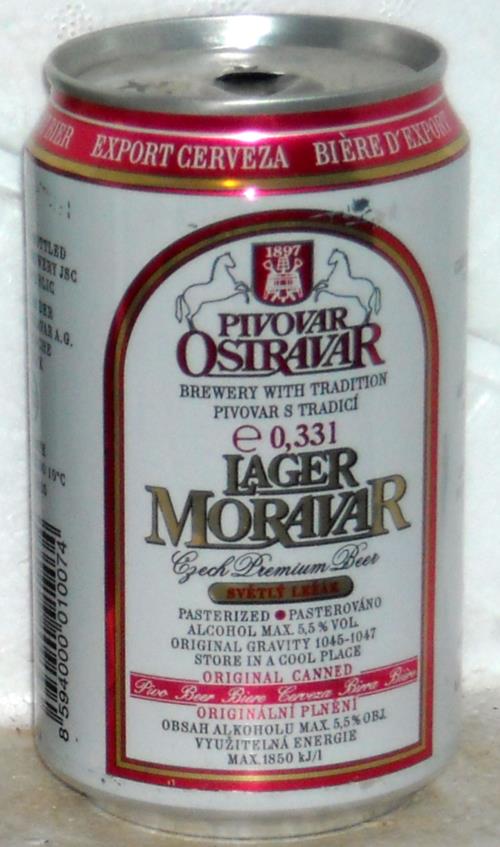 BIER EXPORT CERVEZA BIÈRE D'EXPORT
1897
PIVOVAR
OSTRAVAR
BREWERY WITH TRADITION
PIVOVAR S TRADICÍ
e 0,33l
LAGER
MORAVAR
Czech Premium Beer
SVĚTLÝ LEŽÁK
PASTERIZED • PASTEROVÁNO
ALCOHOL MAX. 5,5 % VOL.
ORIGINAL GRAVITY 1045-1047
STORE IN A COOL PLACE
ORIGINAL CANNED
Pivo Beer Biere Cerveza Birra Bière
ORIGINÁLNÍ PLNĚNÍ
OBSAH ALKOHOLU MAX. 5,5% OBJ.
VYUŽITELNÁ ENERGIE
MAX. 1850 kJ/l
8 594000 010074